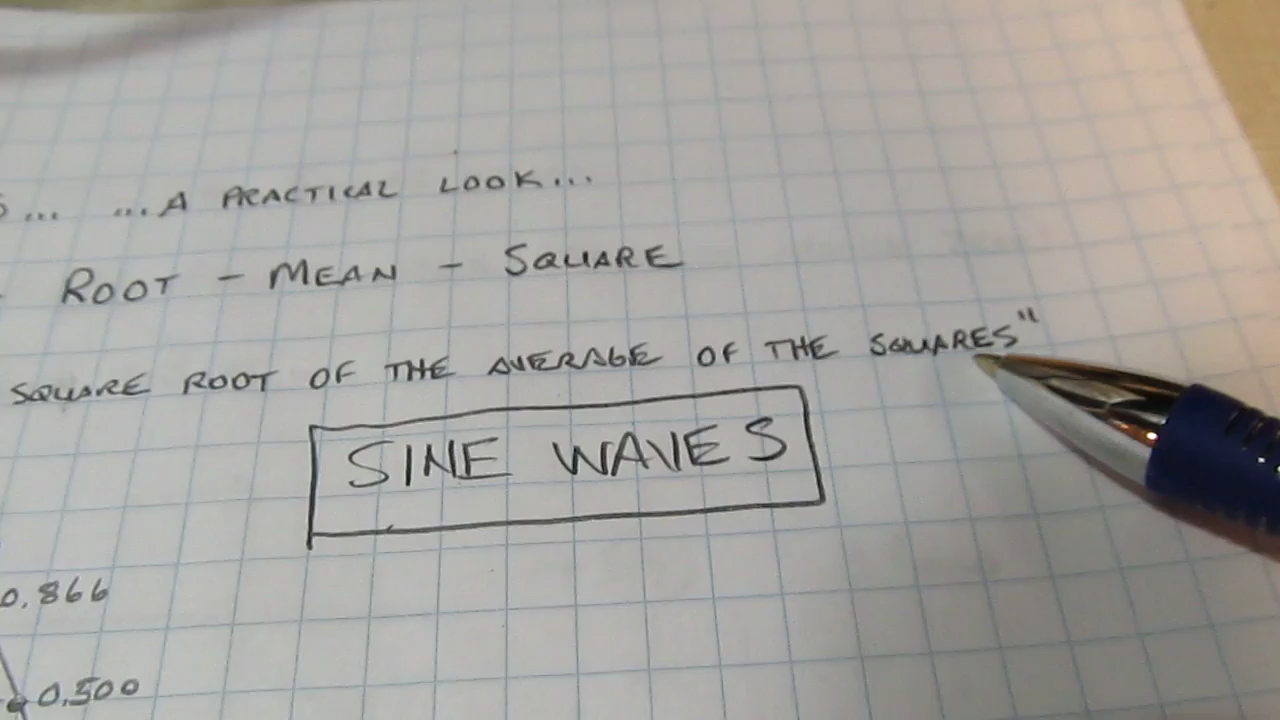 ... ...A PRACTICAL LOOK...
ROOT - MEAN - SQUARE
SQUARE ROOT OF THE AVERAGE OF THE SQUARES"
SINE WAVES
0.866
0.500